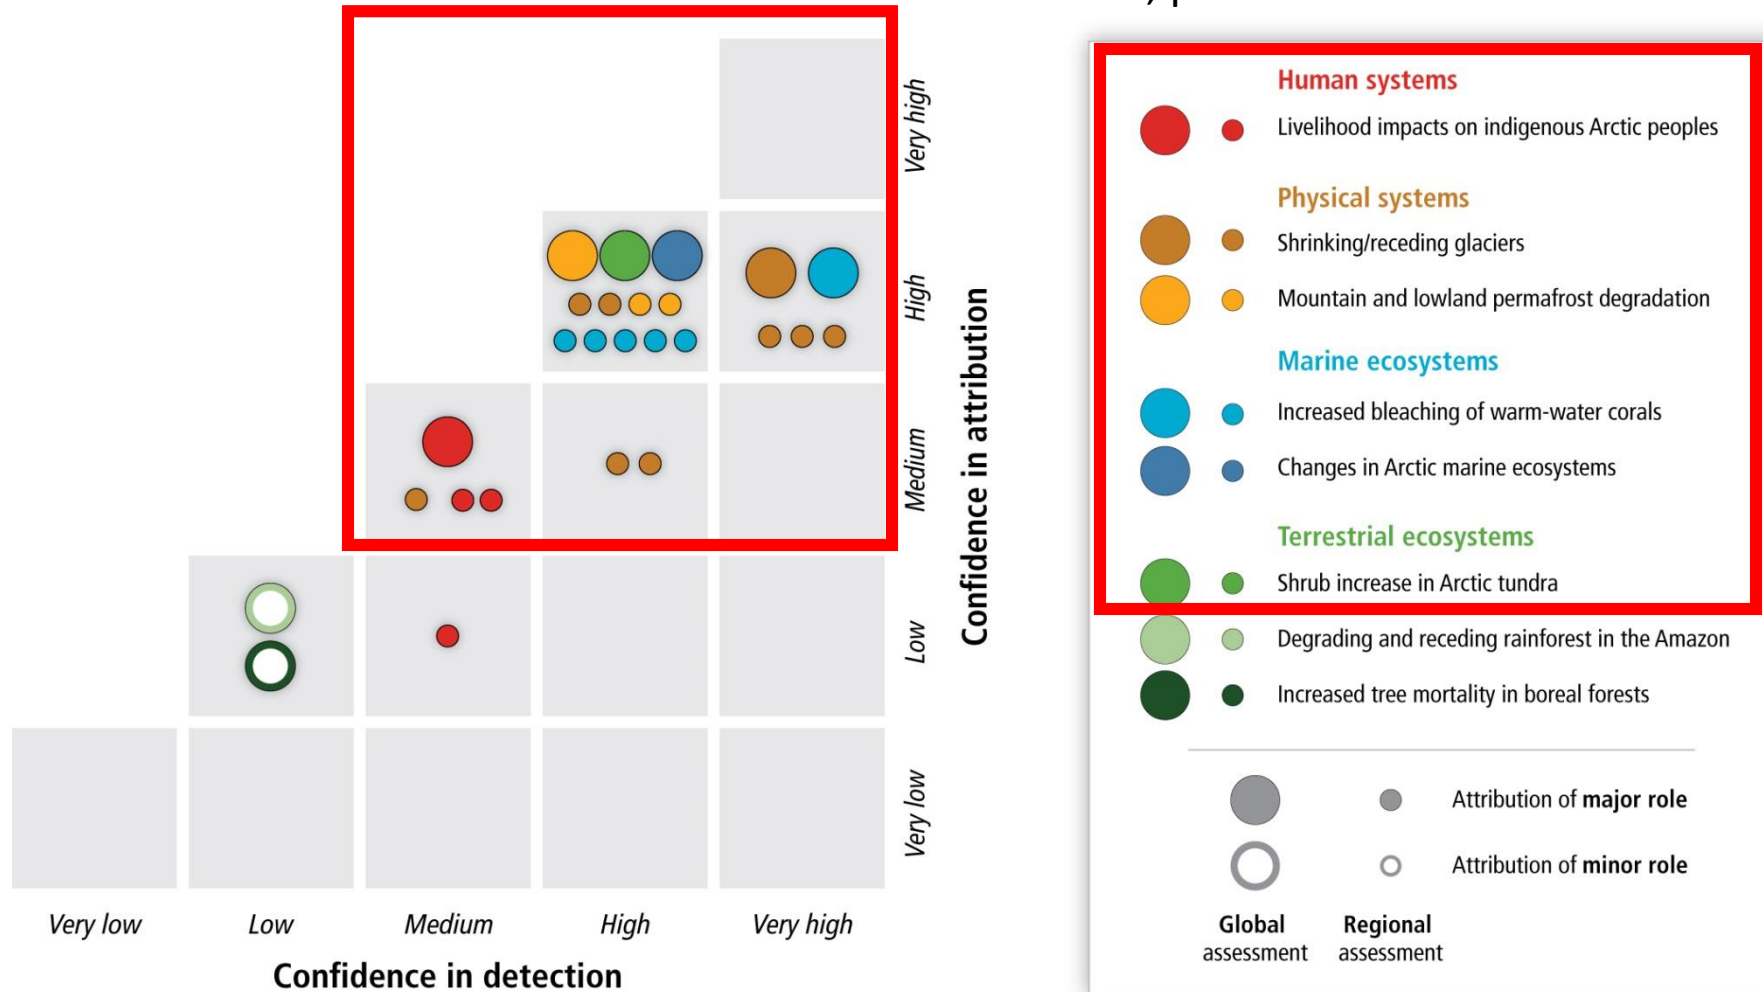 Very high
High
Medium
Low
Very low
Confidence in attribution
Very low
Low
Medium
High
Very high
Confidence in detection
Human systems
Livelihood impacts on indigenous Arctic peoples
Physical systems
Shrinking/receding glaciers
Mountain and lowland permafrost degradation
Marine ecosystems
Increased bleaching of warm-water corals
Changes in Arctic marine ecosystems
Terrestrial ecosystems
Shrub increase in Arctic tundra
Degrading and receding rainforest in the Amazon
Increased tree mortality in boreal forests
Attribution of major role
Attribution of minor role
Global assessment
Regional assessment